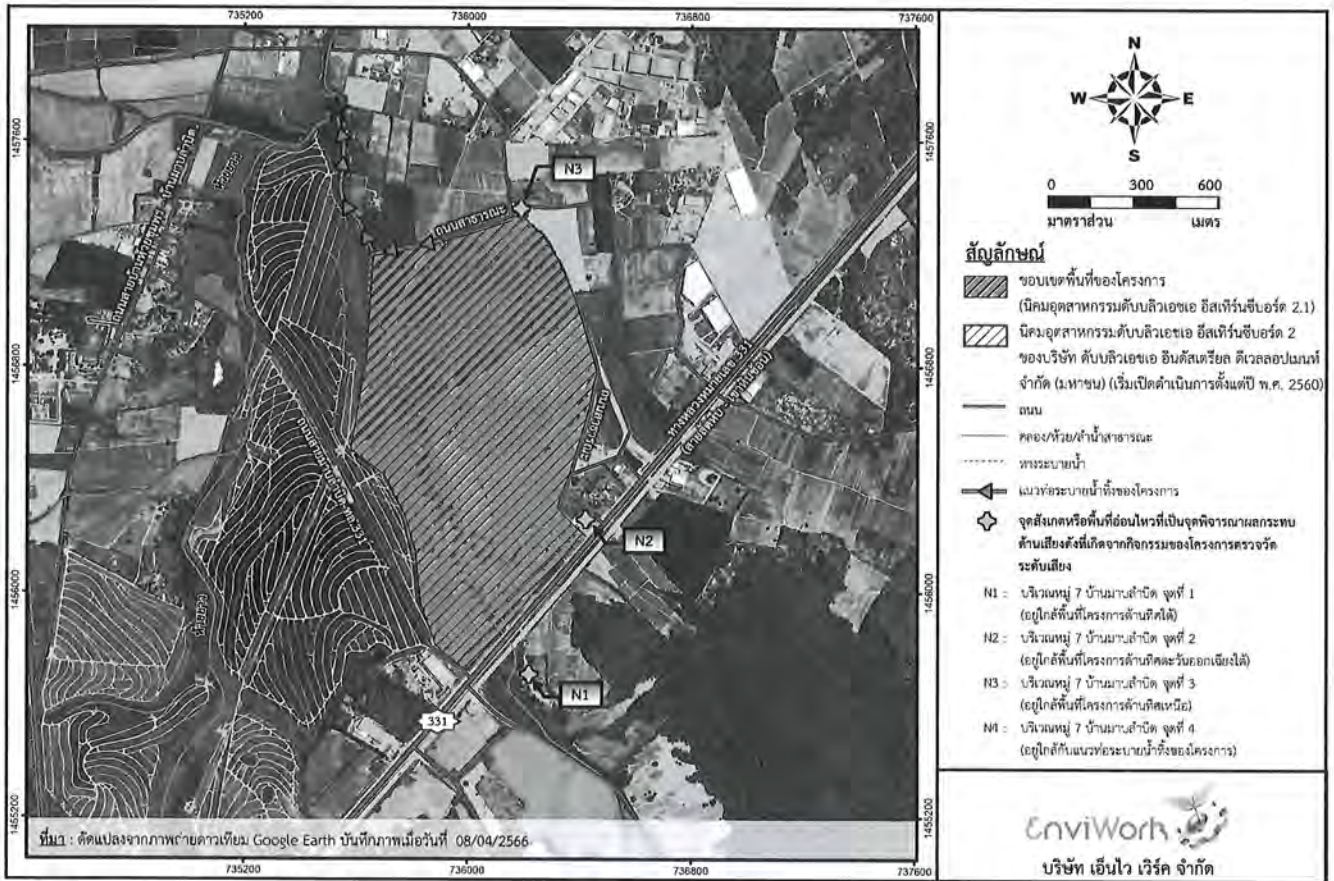 735200 736000 736800 737600
1457600 1457600
1456800 1456800
1456000 1456000
1455200 1455200
735200 736000 736800 737600
N3
ถนนสาธารณะ
N2
N1
331
ทางหลวงหมายเลข 331
ที่มา : ดัดแปลงจากภาพถ่ายดาวเทียม Google Earth บันทึกภาพเมื่อวันที่ 08/04/2566
N
W E
S
0 300 600
มาตราส่วน เมตร
สัญลักษณ์
ขอบเขตพื้นที่ของโครงการ
(นิคมอุตสาหกรรมดับบลิวเอชเอ อีสเทิร์นซีบอร์ด 2.1)
นิคมอุตสาหกรรมดับบลิวเอชเอ อีสเทิร์นซีบอร์ด 2
ของบริษัท ดับบลิวเอชเอ อินดัสเตรียล ดีเวลลอปเมนท์
จำกัด (มหาชน) (เริ่มเปิดดำเนินการตั้งแต่ปี พ.ศ. 2560)
ถนน
คลอง/ห้วย/ลำน้ำสาธารณะ
ทางระบายน้ำ
แนวท่อระบายน้ำทิ้งของโครงการ
จุดสังเกตหรือพื้นที่อ่อนไหวที่เป็นจุดพิจารณาผลกระทบ
ด้านเสียงดังที่เกิดจากกิจกรรมของโครงการตรวจวัด
ระดับเสียง
N1 : บริเวณหมู่ 7 บ้านมาบลำบิด จุดที่ 1
(อยู่ใกล้พื้นที่โครงการด้านทิศใต้)
N2 : บริเวณหมู่ 7 บ้านมาบลำบิด จุดที่ 2
(อยู่ใกล้พื้นที่โครงการด้านทิศตะวันออกเฉียงใต้)
N3 : บริเวณหมู่ 7 บ้านมาบลำบิด จุดที่ 3
(อยู่ใกล้พื้นที่โครงการด้านทิศเหนือ)
N4 : บริเวณหมู่ 7 บ้านมาบลำบิด จุดที่ 4
(อยู่ใกล้กับแนวท่อระบายน้ำทิ้งของโครงการ)
EnviWork
บริษัท เอ็นไว เวิร์ค จำกัด